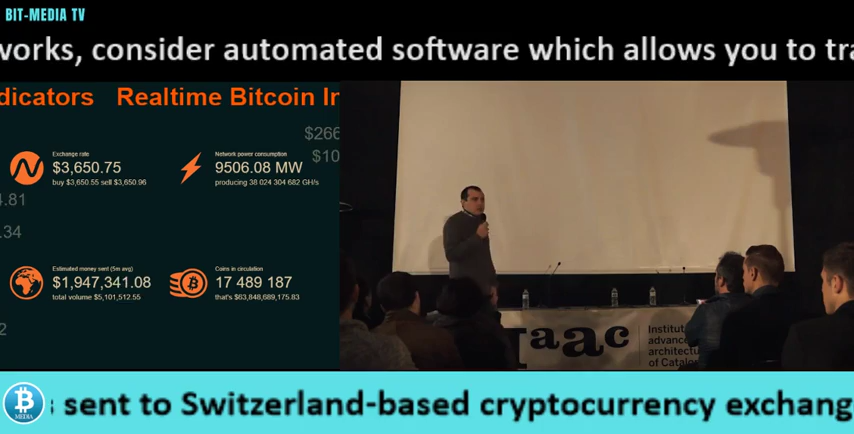 BIT-MEDIA TV
works, consider automated software which allows you to tra
dicators Realtime Bitcoin In
$266
$10
Exchange rate
$3,650.75
buy $3,650.55 sell $3,650.96
Network power consumption
9506.08 MW
producing 38 024 304 682 GH/s
4.81
.34
Estimated money sent (5m avg)
$1,947,341.08
total volume $5,101,512.55
Coins in circulation
17 489 187
that's $63,848,689,175.83
2
Iaac
Institut
advance
architectu
of Catalo
B
MEDIA
sent to Switzerland-based cryptocurrency exchang